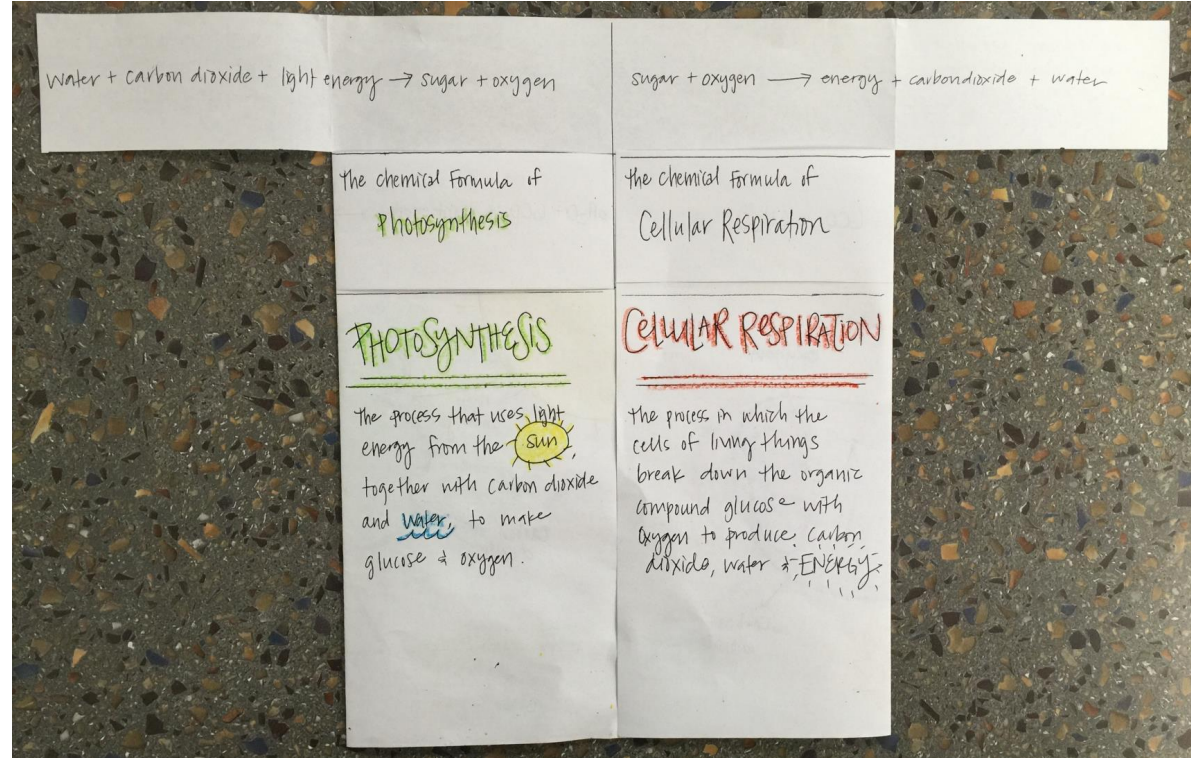 water + carbon dioxide + light energy → sugar + oxygen
sugar + oxygen → energy + carbondioxide + water
the chemical formula of
Photosynthesis
the chemical formula of
Cellular Respiration
PHOTOSYNTHESIS
the process that uses light
energy from the sun,
together with carbon dioxide
and water, to make
glucose & oxygen.
CELLULAR RESPIRATION
the process in which the
cells of living things
break down the organic
compound glucose with
oxygen to produce carbon
dioxide, water & ENERGY